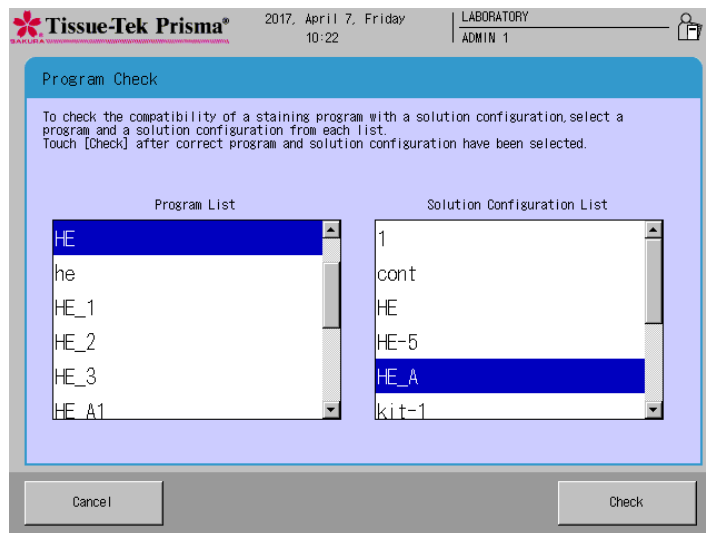 SAKURA
Tissue-Tek Prisma®
2017, April 7, Friday
10:22
LABORATORY
ADMIN 1
Program Check
To check the compatibility of a staining program with a solution configuration, select a
program and a solution configuration from each list.
Touch [Check] after correct program and solution configuration have been selected.
Program List
HE
he
HE_1
HE_2
HE_3
HE_A1
Solution Configuration List
1
cont
HE
HE-5
HE_A
kit-1
Cancel
Check